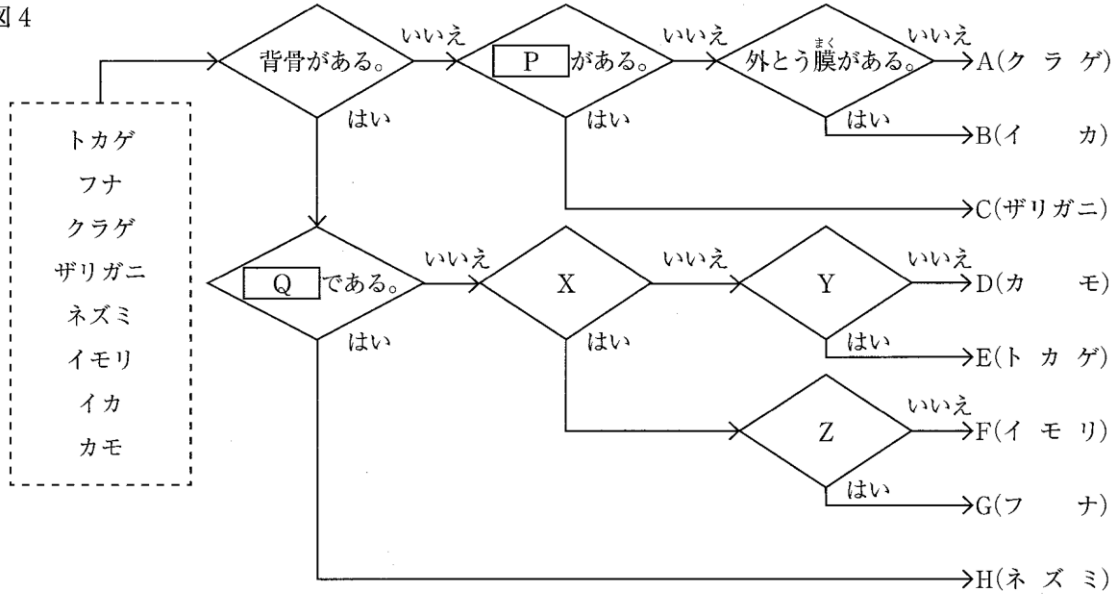 図4
トカゲ
フナ
クラゲ
ザリガニ
ネズミ
イモリ
イカ
カモ
背骨がある。
いいえ
はい
Pがある。
いいえ
はい
外とう膜がある。
まく
いいえ
はい
A(クラゲ)
B(イカ)
C(ザリガニ)
Qである。
いいえ
はい
X
いいえ
はい
Y
いいえ
はい
D(カモ)
E(トカゲ)
Z
いいえ
はい
F(イモリ)
G(フナ)
H(ネズミ)